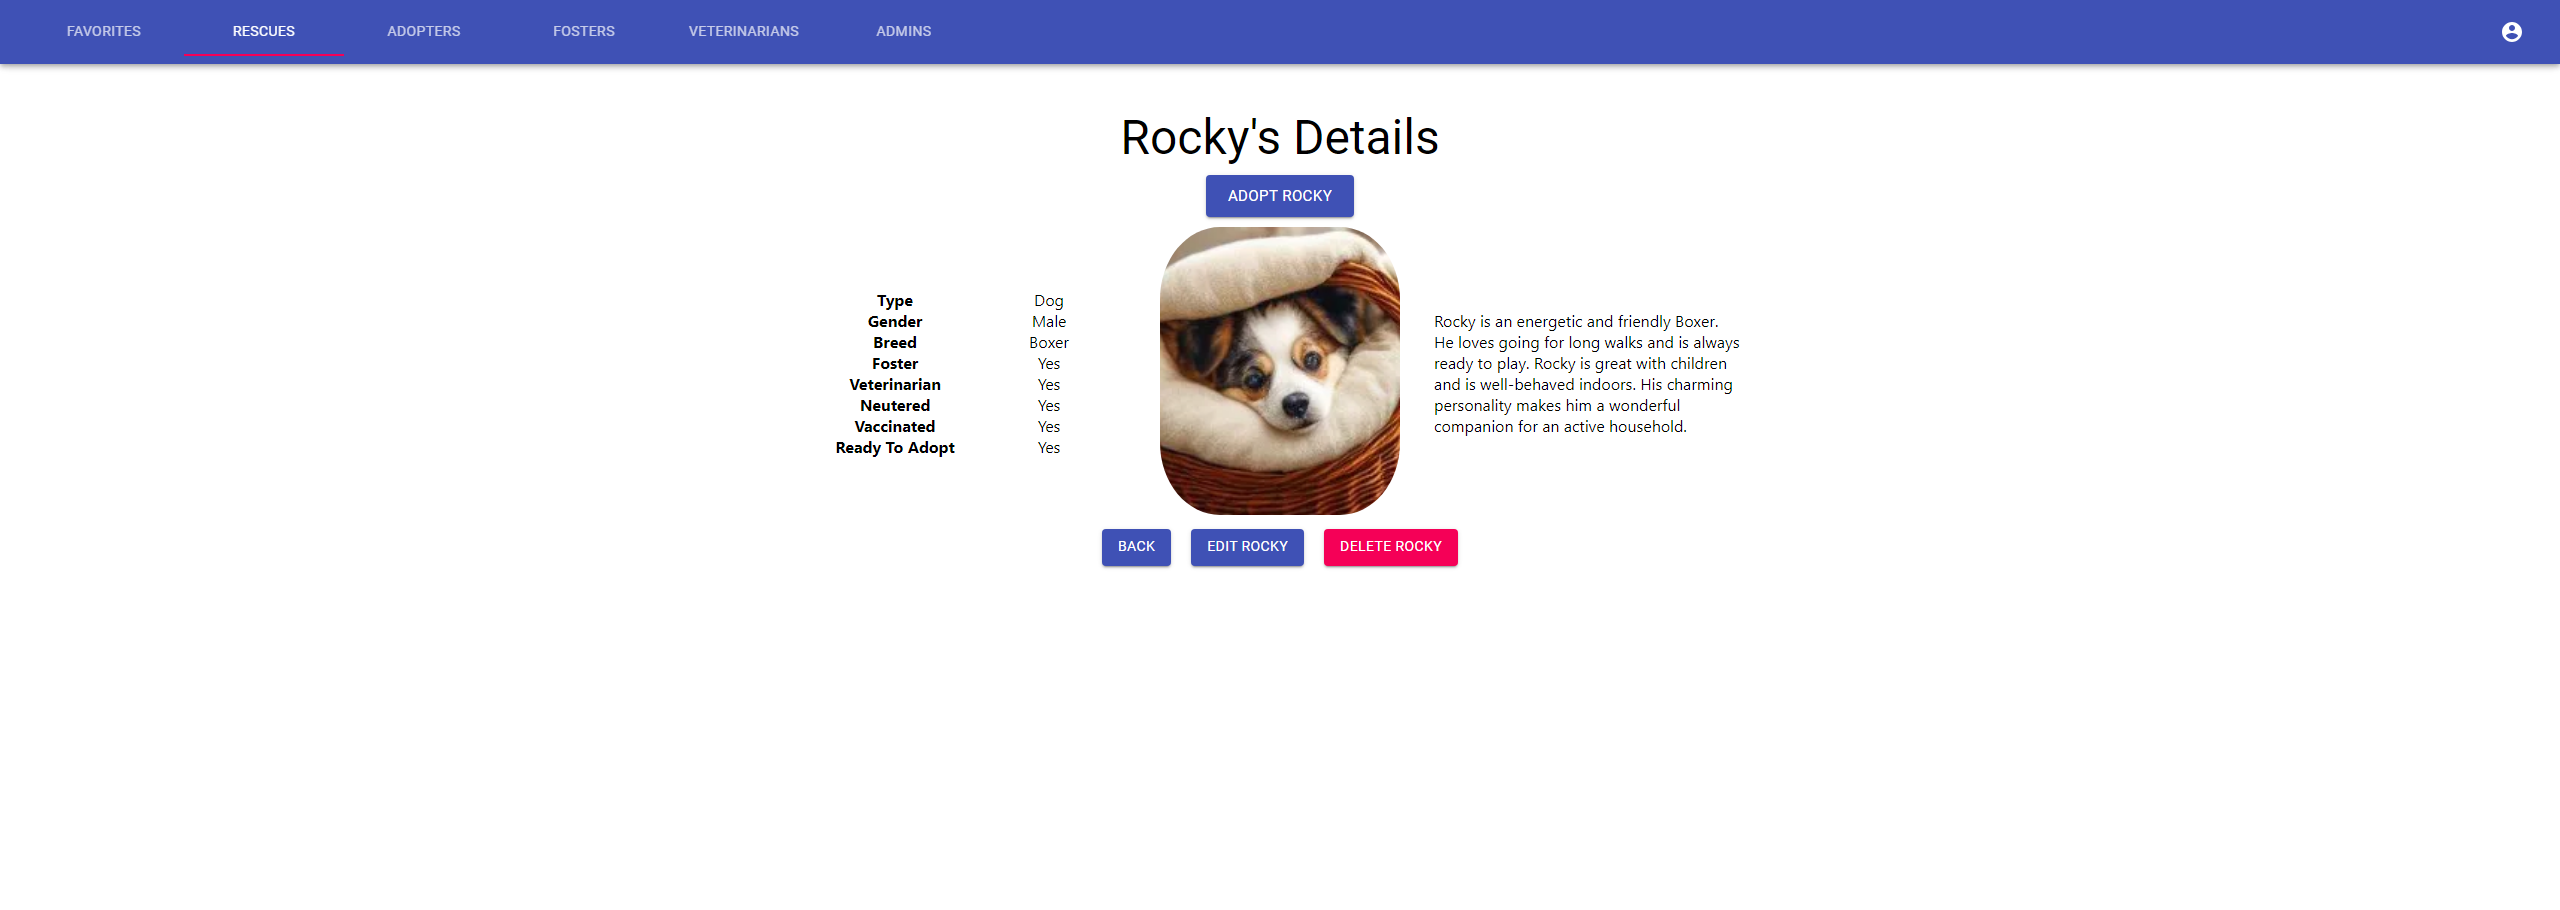 FAVORITES RESCUES ADOPTERS FOSTERS VETERINARIANS ADMINS
Rocky's Details
ADOPT ROCKY
Type Dog
Gender Male
Breed Boxer
Foster Yes
Veterinarian Yes
Neutered Yes
Vaccinated Yes
Ready To Adopt Yes
Rocky is an energetic and friendly Boxer.
He loves going for long walks and is always
ready to play. Rocky is great with children
and is well-behaved indoors. His charming
personality makes him a wonderful
companion for an active household.
BACK EDIT ROCKY DELETE ROCKY